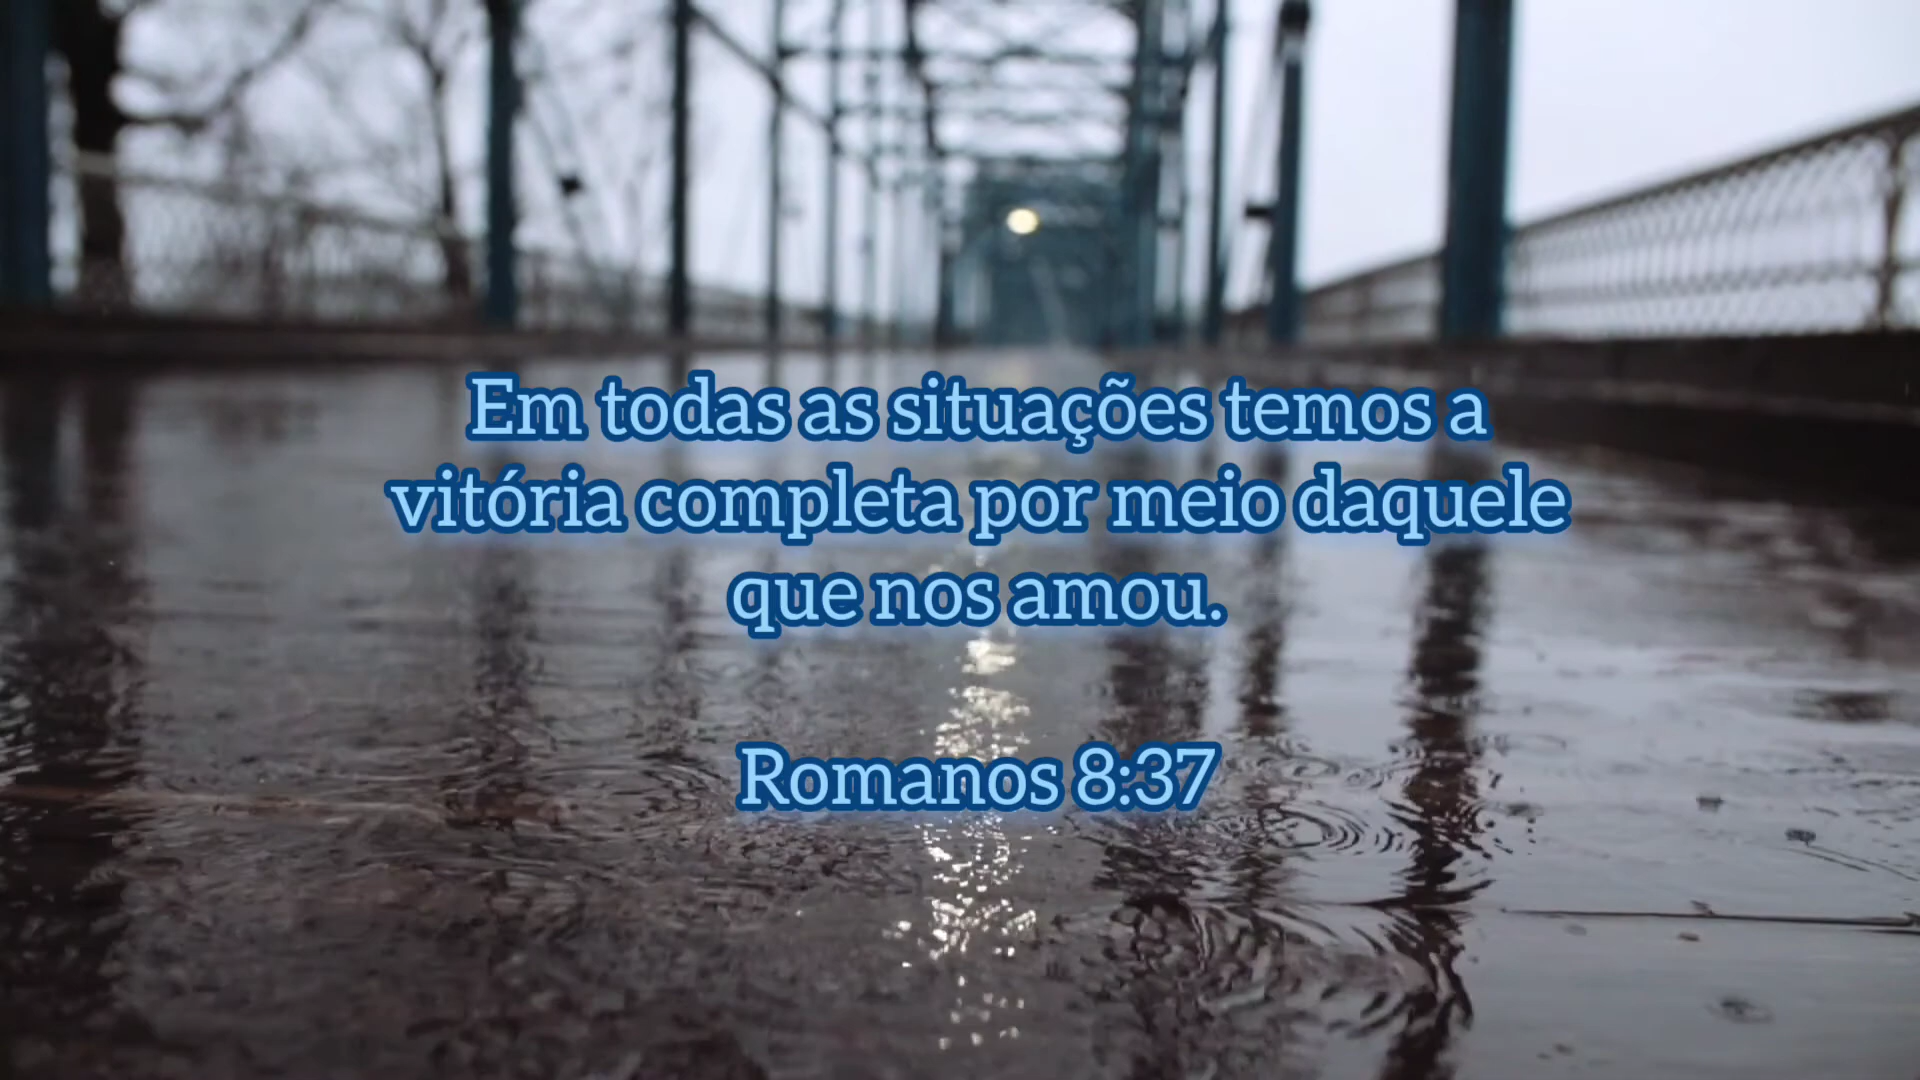 Em todas as situações temos a
vitória completa por meio daquele
que nos amou.
Romanos 8:37